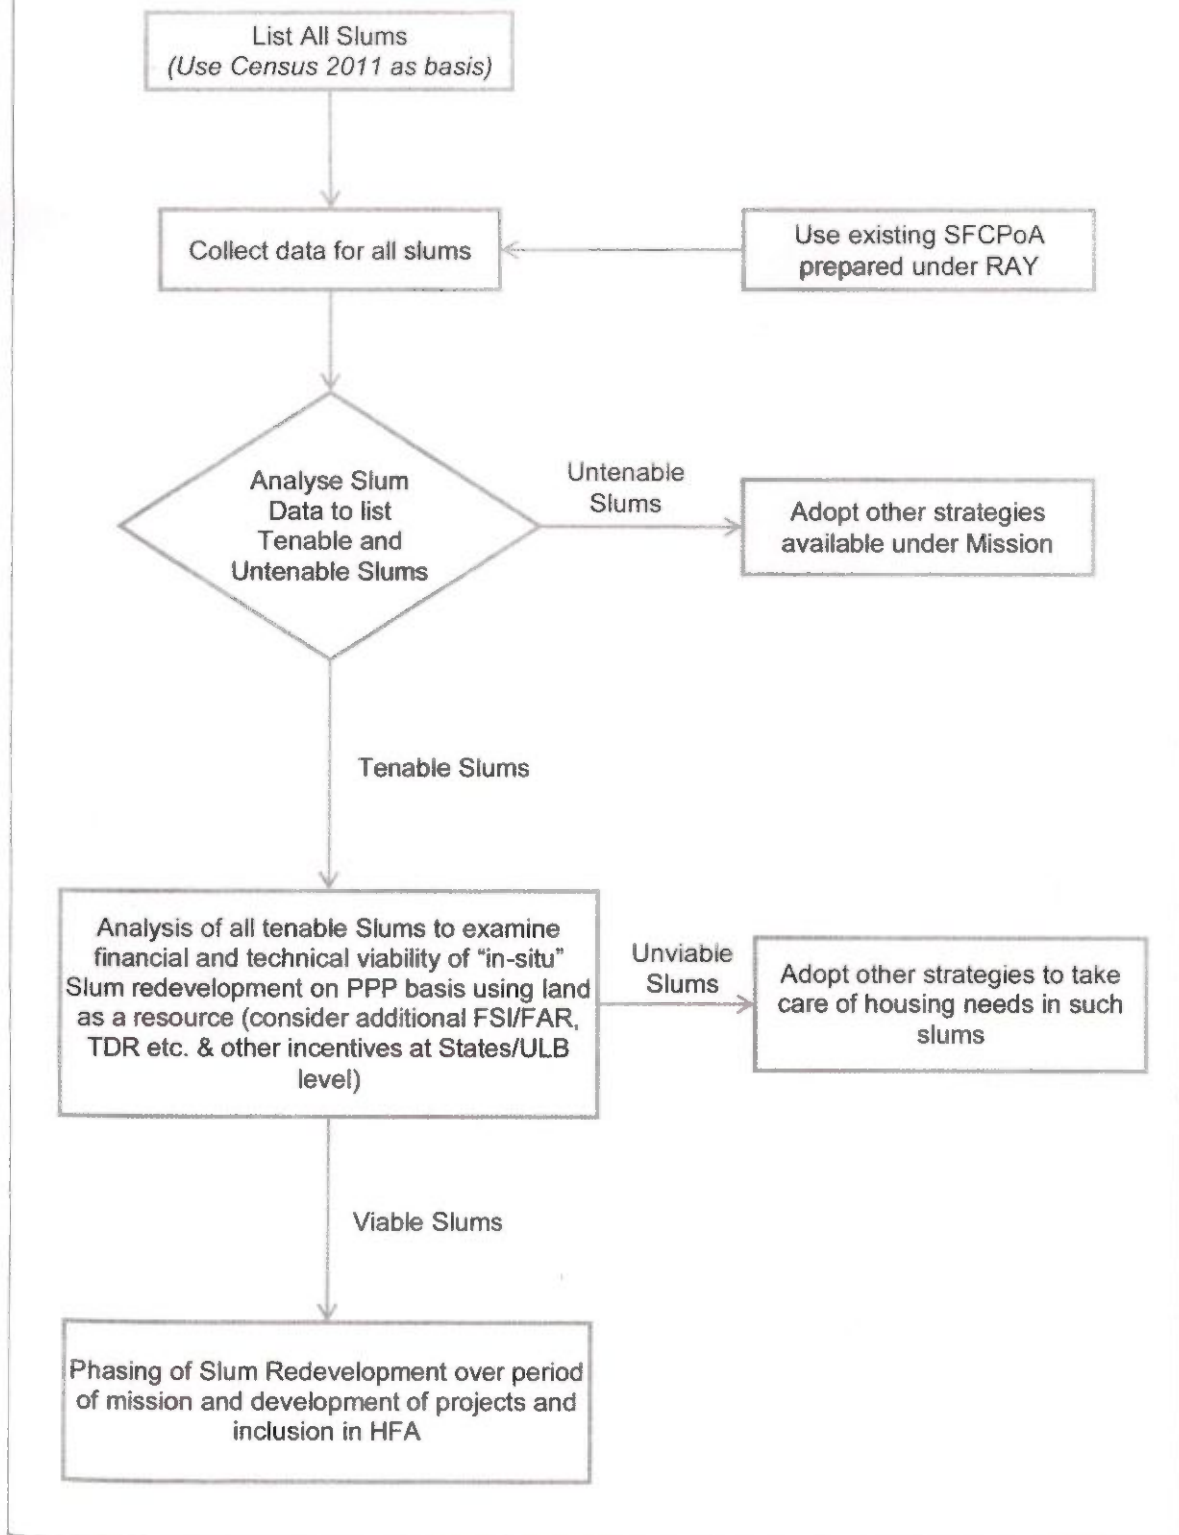 List All Slums
(Use Census 2011 as basis)
Collect data for all slums
Use existing SFCPoA
prepared under RAY
Analyse Slum
Data to list
Tenable and
Untenable Slums
Untenable
Slums
Adopt other strategies
available under Mission
Tenable Slums
Analysis of all tenable Slums to examine
financial and technical viability of “in-situ”
Slum redevelopment on PPP basis using land
as a resource (consider additional FSI/FAR,
TDR etc. & other incentives at States/ULB
level)
Unviable
Slums
Adopt other strategies to take
care of housing needs in such
slums
Viable Slums
Phasing of Slum Redevelopment over period
of mission and development of projects and
inclusion in HFA